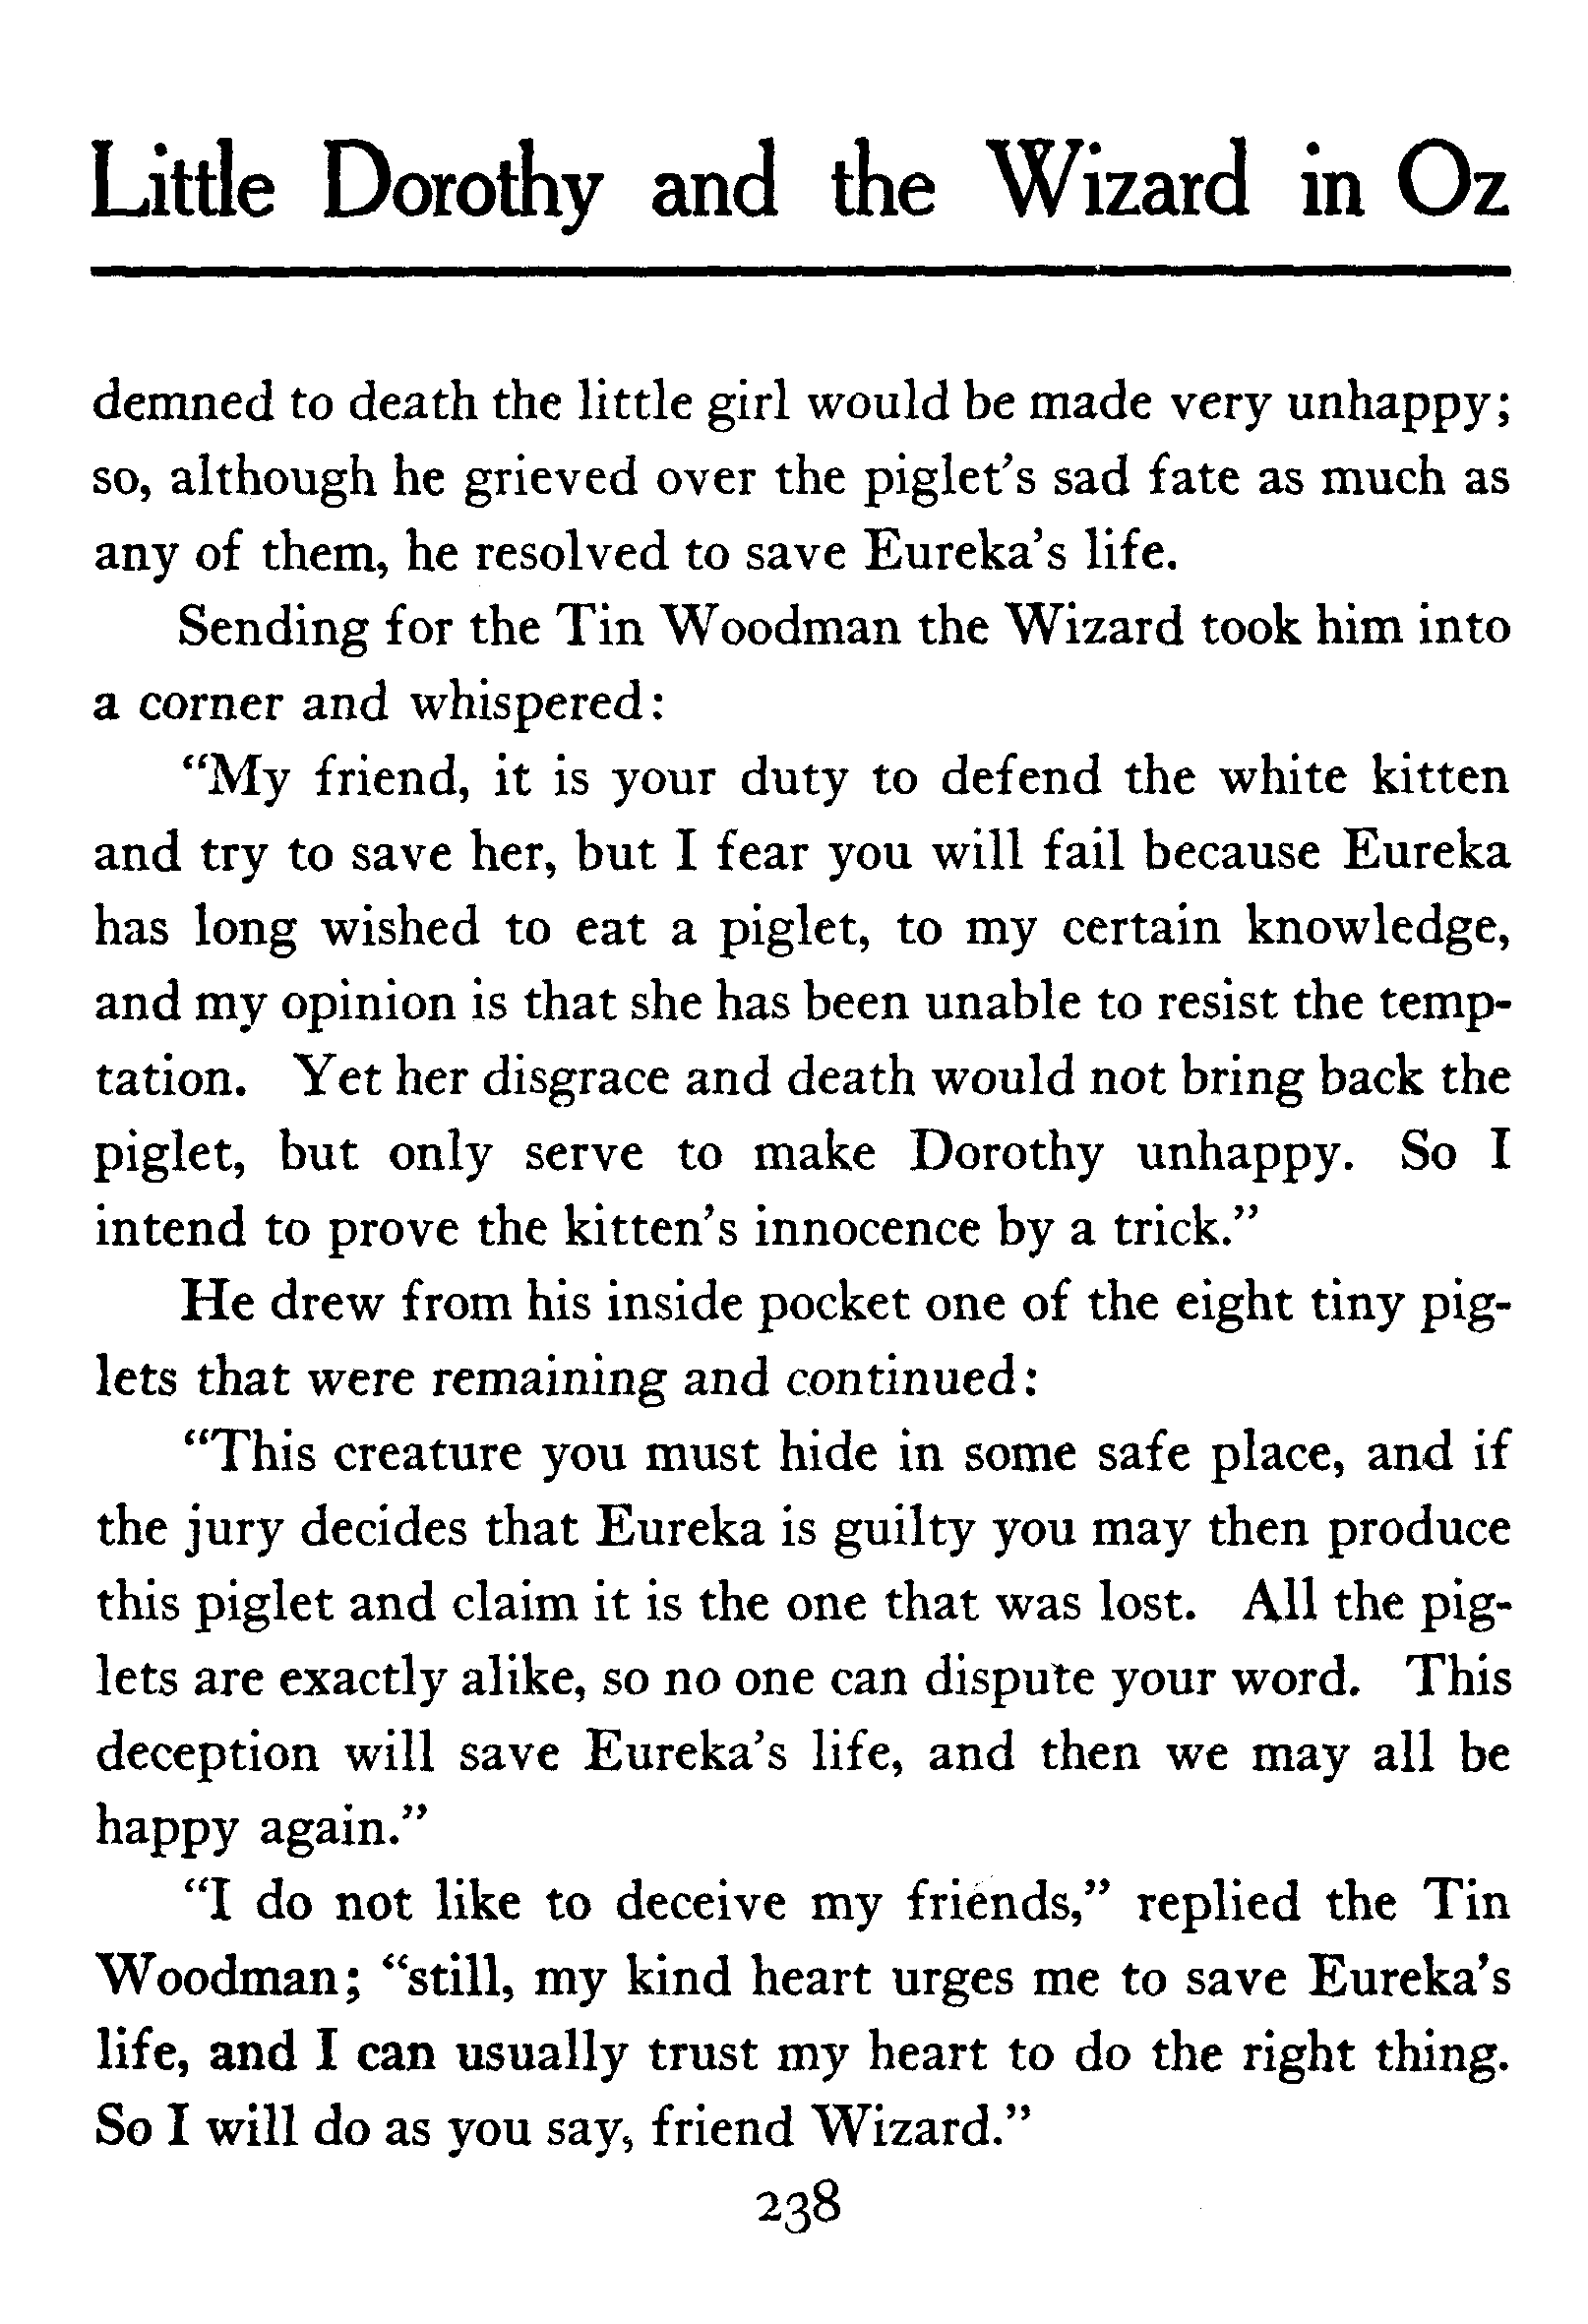 Little Dorothy and the Wizard in Oz
demned to death the little girl would be made very unhappy;
so, although he grieved over the piglet's sad fate as much as
any of them, he resolved to save Eureka's life.
Sending for the Tin Woodman the Wizard took him into
a corner and whispered:
"My friend, it is your duty to defend the white kitten
and try to save her, but I fear you will fail because Eureka
has long wished to eat a piglet, to my certain knowledge,
and my opinion is that she has been unable to resist the temp-
tation. Yet her disgrace and death would not bring back the
piglet, but only serve to make Dorothy unhappy. So I
intend to prove the kitten's innocence by a trick."
He drew from his inside pocket one of the eight tiny pig-
lets that were remaining and continued:
"This creature you must hide in some safe place, and if
the jury decides that Eureka is guilty you may then produce
this piglet and claim it is the one that was lost. All the pig-
lets are exactly alike, so no one can dispute your word. This
deception will save Eureka's life, and then we may all be
happy again."
"I do not like to deceive my friends," replied the Tin
Woodman; "still, my kind heart urges me to save Eureka's
life, and I can usually trust my heart to do the right thing.
So I will do as you say, friend Wizard."
238